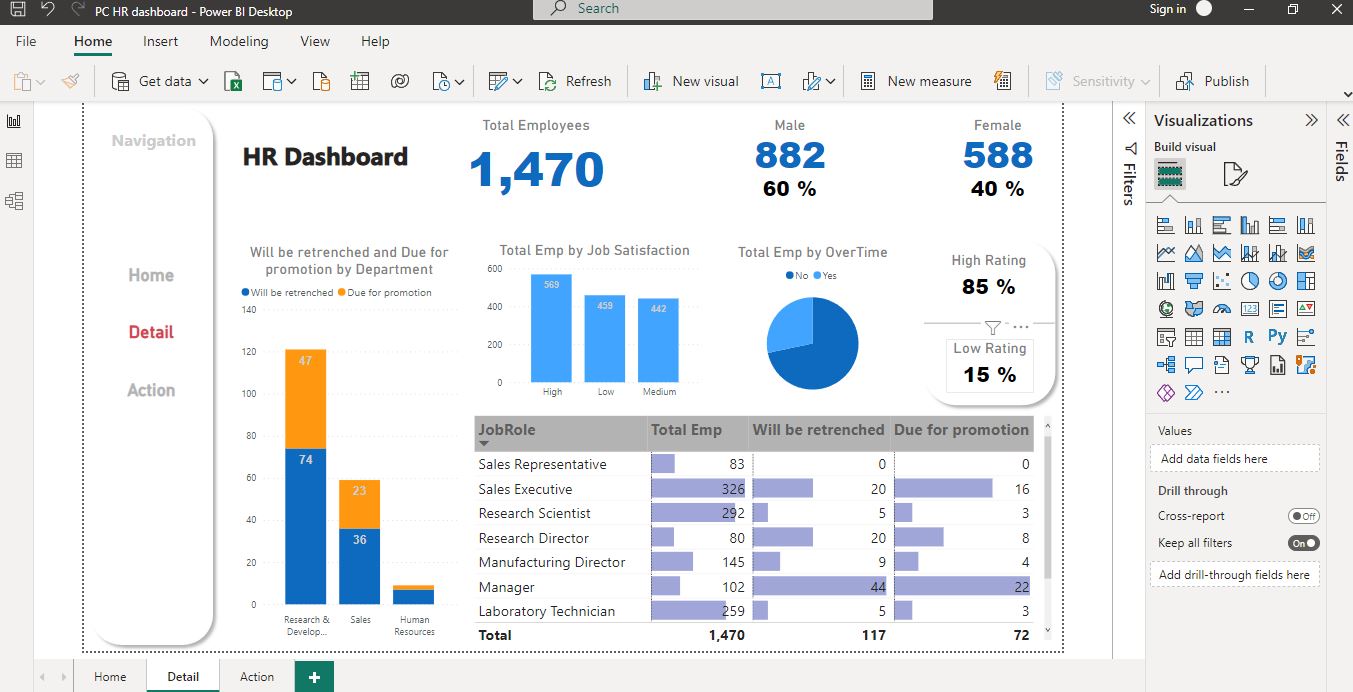 PC HR dashboard - Power BI Desktop
Search
Sign in
File Home Insert Modeling View Help
Get data
Refresh
New visual
New measure
Sensitivity
Publish
Navigation
Home
Detail
Action
HR Dashboard
Total Employees
1,470
Male
882
60 %
Female
588
40 %
Will be retrenched and Due for
promotion by Department
Will be retrenched Due for promotion
140
120
100
80
60
40
20
0
47
74
23
36
Research &
Develop...
Sales
Human
Resources
Total Emp by Job Satisfaction
600
400
200
0
569
459
442
High Low Medium
Total Emp by OverTime
No Yes
High Rating
85 %
Low Rating
15 %
JobRole Total Emp Will be retrenched Due for promotion
Sales Representative 83 0 0
Sales Executive 326 20 16
Research Scientist 292 5 3
Research Director 80 20 8
Manufacturing Director 145 9 4
Manager 102 44 22
Laboratory Technician 259 5 3
Total 1,470 117 72
Filters
Visualizations
Build visual
123
R Py
Values
Add data fields here
Drill through
Cross-report Off
Keep all filters On
Add drill-through fields here
Fields
Home Detail Action